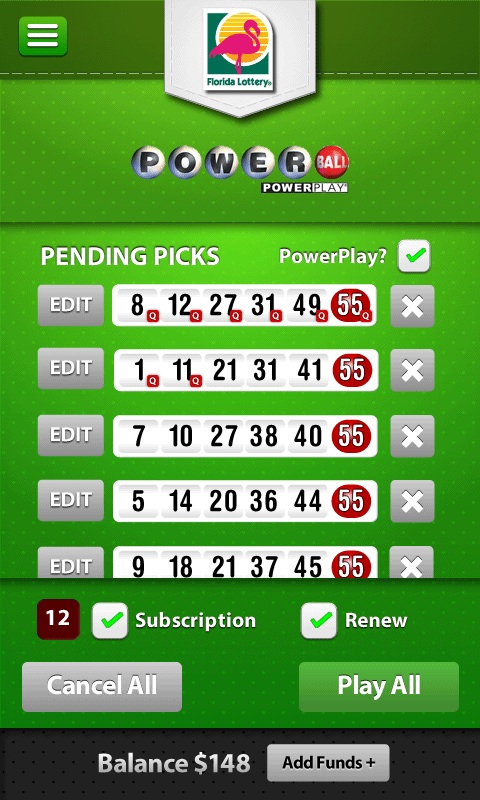 Florida Lottery®
POWER BALL
POWERPLAY
PENDING PICKS PowerPlay?
EDIT 8 Q 12 Q 27 Q 31 Q 49 Q 55 Q
EDIT 1 Q 11 Q 21 31 41 55
EDIT 7 10 27 38 40 55
EDIT 5 14 20 36 44 55
EDIT 9 18 21 37 45 55
12 Subscription Renew
Cancel All Play All
Balance $148 Add Funds +